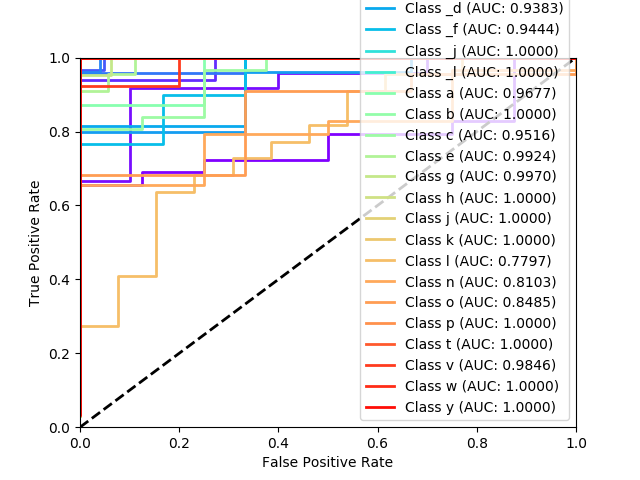 Class _d (AUC: 0.9383)
Class _f (AUC: 0.9444)
Class _j (AUC: 1.0000)
Class _l (AUC: 1.0000)
Class a (AUC: 0.9677)
Class b (AUC: 1.0000)
Class c (AUC: 0.9516)
Class e (AUC: 0.9924)
Class g (AUC: 0.9970)
Class h (AUC: 1.0000)
Class j (AUC: 1.0000)
Class k (AUC: 1.0000)
Class l (AUC: 0.7797)
Class n (AUC: 0.8103)
Class o (AUC: 0.8485)
Class p (AUC: 1.0000)
Class t (AUC: 1.0000)
Class v (AUC: 0.9846)
Class w (AUC: 1.0000)
Class y (AUC: 1.0000)
1.0
0.8
0.6
0.4
0.2
0.0
True Positive Rate
0.0 0.2 0.4 0.6 0.8 1.0
False Positive Rate